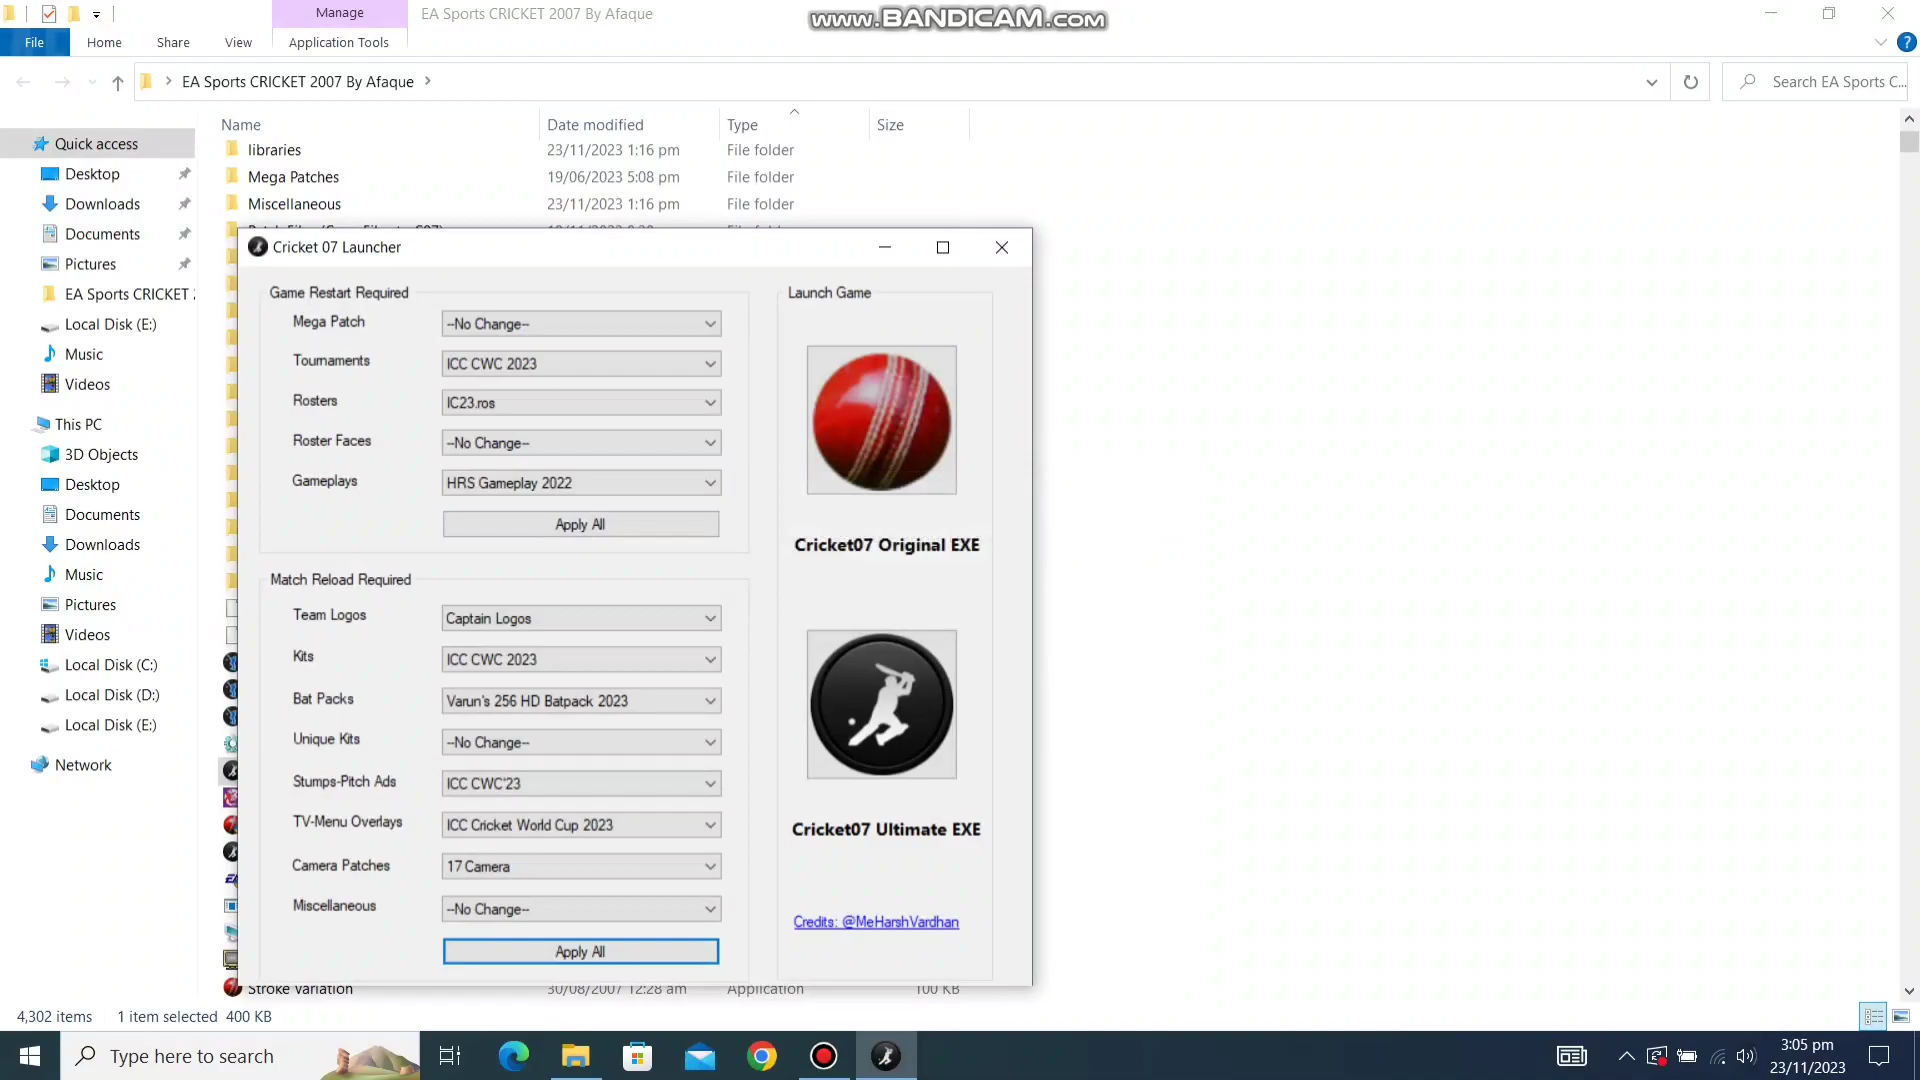 Manage
EA Sports CRICKET 2007 By Afaque
www.BANDICAM.com
File
Home
Share
View
Application Tools
?
EA Sports CRICKET 2007 By Afaque
Search EA Sports C...
Name
Date modified
Type
Size
Quick access
Desktop
Downloads
Documents
Pictures
EA Sports CRICKET 2
Local Disk (E:)
Music
Videos
This PC
3D Objects
Desktop
Documents
Downloads
Music
Pictures
Videos
Local Disk (C:)
Local Disk (D:)
Local Disk (E:)
Network
libraries 23/11/2023 1:16 pm File folder
Mega Patches 19/06/2023 5:08 pm File folder
Miscellaneous 23/11/2023 1:16 pm File folder
Cricket 07 Launcher
Game Restart Required
Mega Patch --No Change--
Tournaments ICC CWC 2023
Rosters IC23.ros
Roster Faces --No Change--
Gameplays HRS Gameplay 2022
Apply All
Match Reload Required
Team Logos Captain Logos
Kits ICC CWC 2023
Bat Packs Varun's 256 HD Batpack 2023
Unique Kits --No Change--
Stumps-Pitch Ads ICC CWC'23
TV-Menu Overlays ICC Cricket World Cup 2023
Camera Patches 17 Camera
Miscellaneous --No Change--
Apply All
Launch Game
Cricket07 Original EXE
Cricket07 Ultimate EXE
Credits: @MeHarshVardhan
Stroke Variation 30/08/2007 12:28 am Application 100 KB
4,302 items 1 item selected 400 KB
Type here to search
3:05 pm
23/11/2023